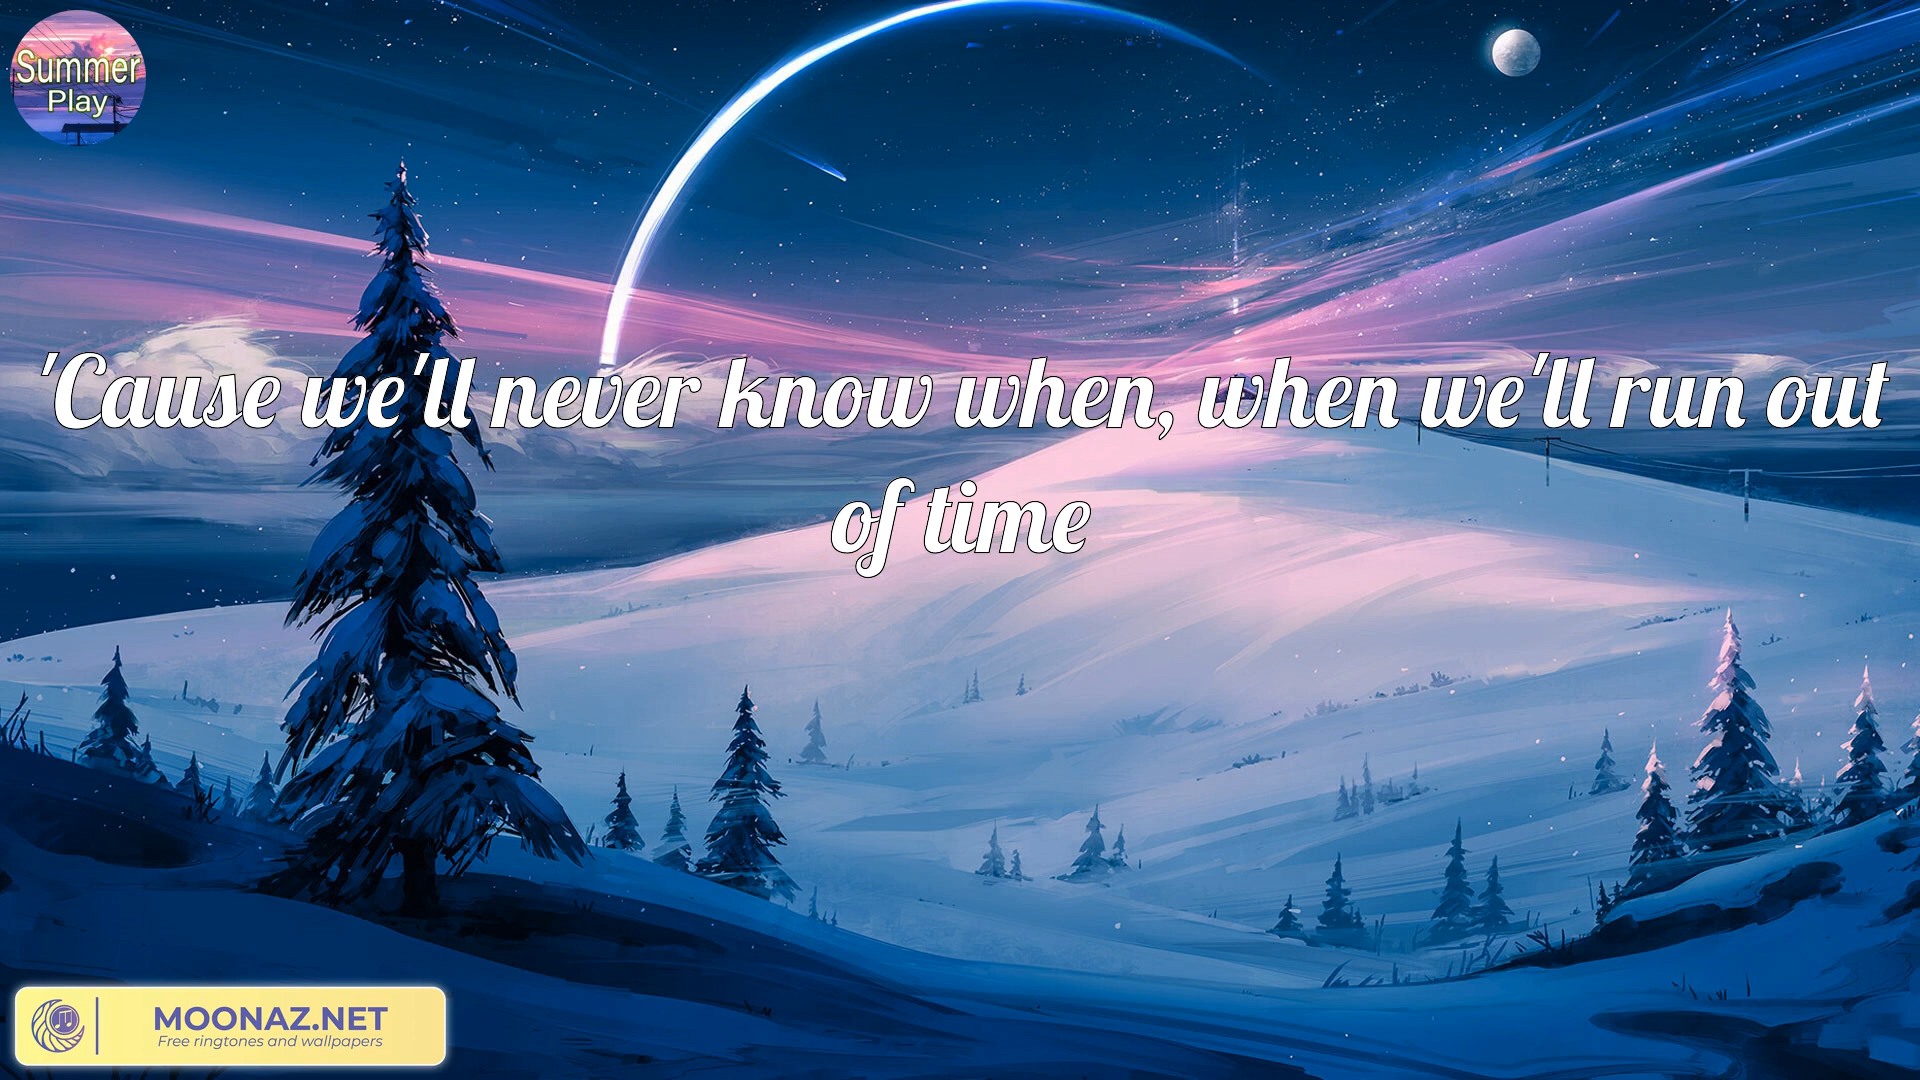 Summer
Play
'Cause we'll never know when, when we'll run out
of time
MOONAZ.NET
Free ringtones and wallpapers